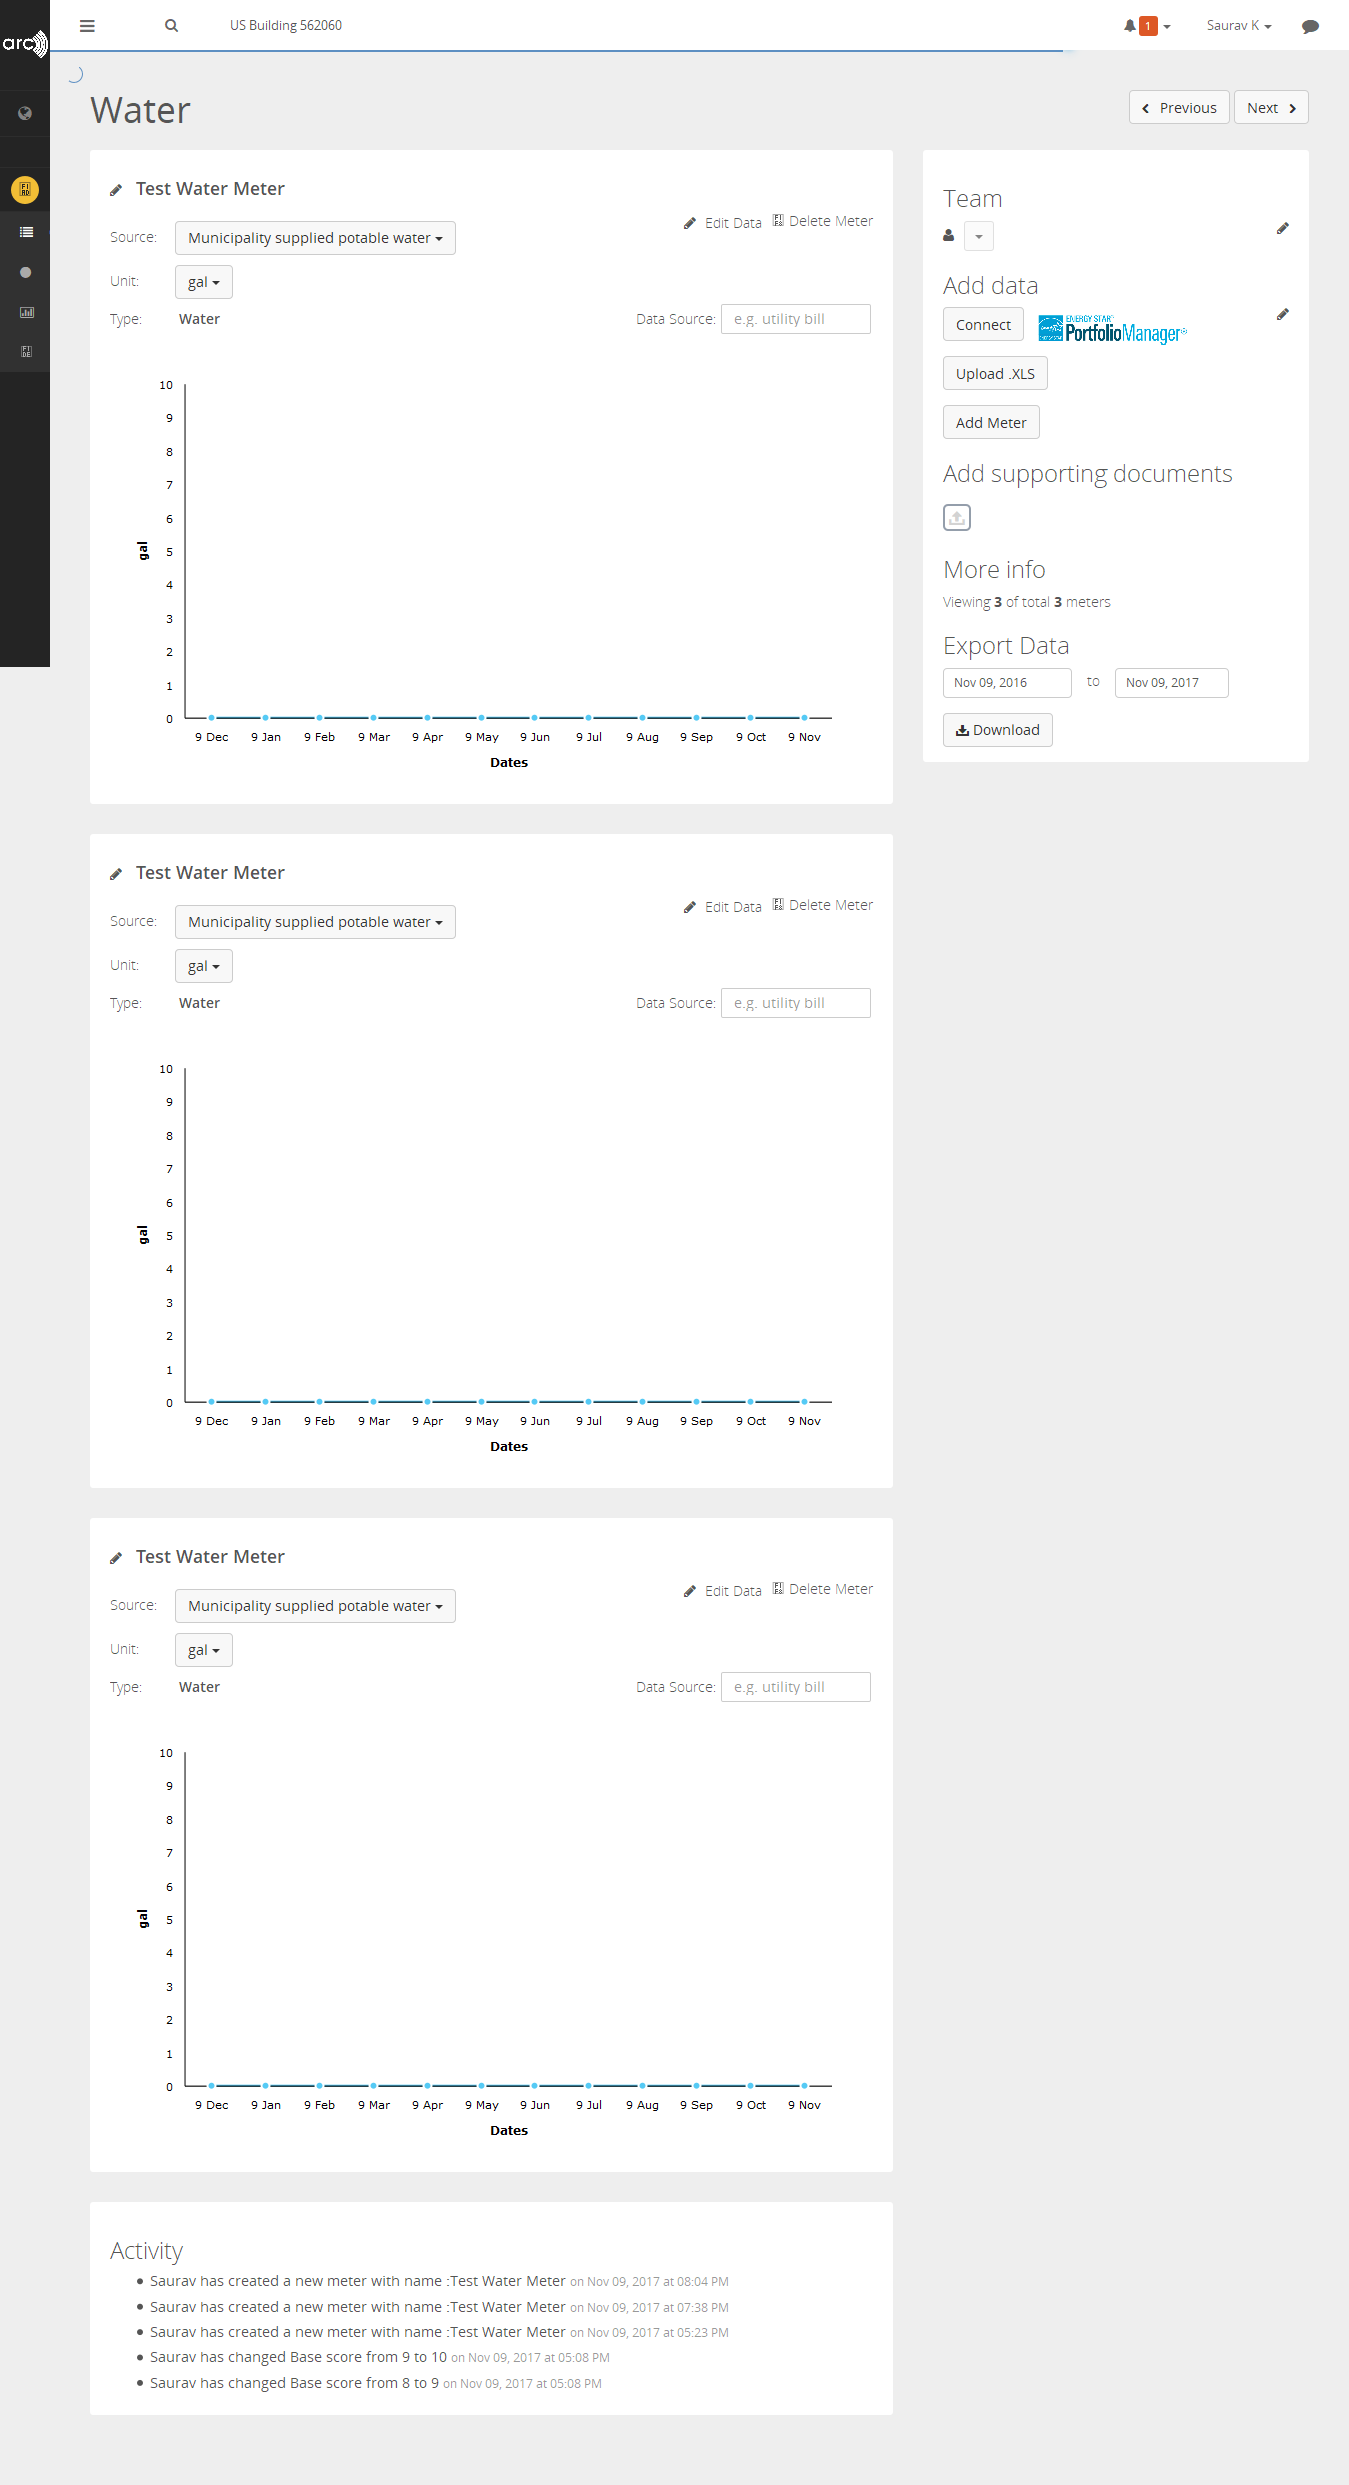 arc
US Building 562060
1
Saurav K
Water
Previous
Next
Test Water Meter
Source:
Municipality supplied potable water
Edit Data
Delete Meter
Unit:
gal
Type:
Water
Data Source:
e.g. utility bill
10
9
8
7
6
5
4
3
2
1
0
gal
9 Dec 9 Jan 9 Feb 9 Mar 9 Apr 9 May 9 Jun 9 Jul 9 Aug 9 Sep 9 Oct 9 Nov
Dates
Test Water Meter
Source:
Municipality supplied potable water
Edit Data
Delete Meter
Unit:
gal
Type:
Water
Data Source:
e.g. utility bill
10
9
8
7
6
5
4
3
2
1
0
gal
9 Dec 9 Jan 9 Feb 9 Mar 9 Apr 9 May 9 Jun 9 Jul 9 Aug 9 Sep 9 Oct 9 Nov
Dates
Test Water Meter
Source:
Municipality supplied potable water
Edit Data
Delete Meter
Unit:
gal
Type:
Water
Data Source:
e.g. utility bill
10
9
8
7
6
5
4
3
2
1
0
gal
9 Dec 9 Jan 9 Feb 9 Mar 9 Apr 9 May 9 Jun 9 Jul 9 Aug 9 Sep 9 Oct 9 Nov
Dates
Activity
Saurav has created a new meter with name :Test Water Meter on Nov 09, 2017 at 08:04 PM
Saurav has created a new meter with name :Test Water Meter on Nov 09, 2017 at 07:38 PM
Saurav has created a new meter with name :Test Water Meter on Nov 09, 2017 at 05:23 PM
Saurav has changed Base score from 9 to 10 on Nov 09, 2017 at 05:08 PM
Saurav has changed Base score from 8 to 9 on Nov 09, 2017 at 05:08 PM
Team
Add data
Connect
ENERGY STAR
PortfolioManager®
Upload .XLS
Add Meter
Add supporting documents
More info
Viewing 3 of total 3 meters
Export Data
Nov 09, 2016
to
Nov 09, 2017
Download